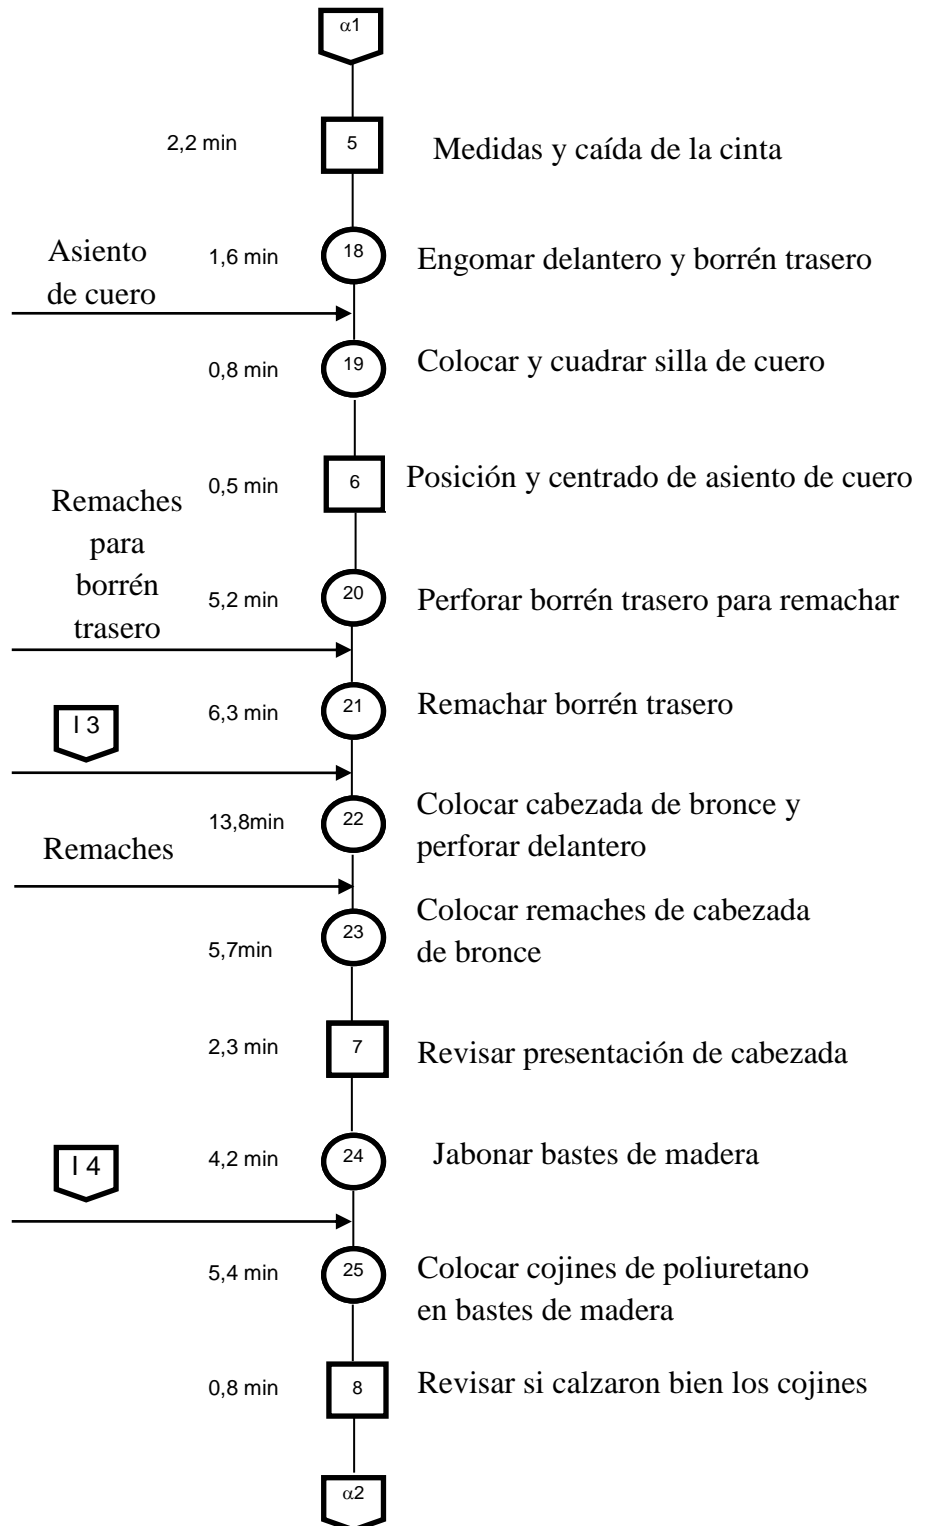 α1
2,2 min
5
Medidas y caída de la cinta
Asiento
de cuero
1,6 min
18
Engomar delantero y borrén trasero
0,8 min
19
Colocar y cuadrar silla de cuero
0,5 min
6
Posición y centrado de asiento de cuero
Remaches
para
borrén
trasero
5,2 min
20
Perforar borrén trasero para remachar
I 3
6,3 min
21
Remachar borrén trasero
13,8min
22
Colocar cabezada de bronce y
perforar delantero
Remaches
5,7min
23
Colocar remaches de cabezada
de bronce
2,3 min
7
Revisar presentación de cabezada
I 4
4,2 min
24
Jabonar bastes de madera
5,4 min
25
Colocar cojines de poliuretano
en bastes de madera
0,8 min
8
Revisar si calzaron bien los cojines
α2